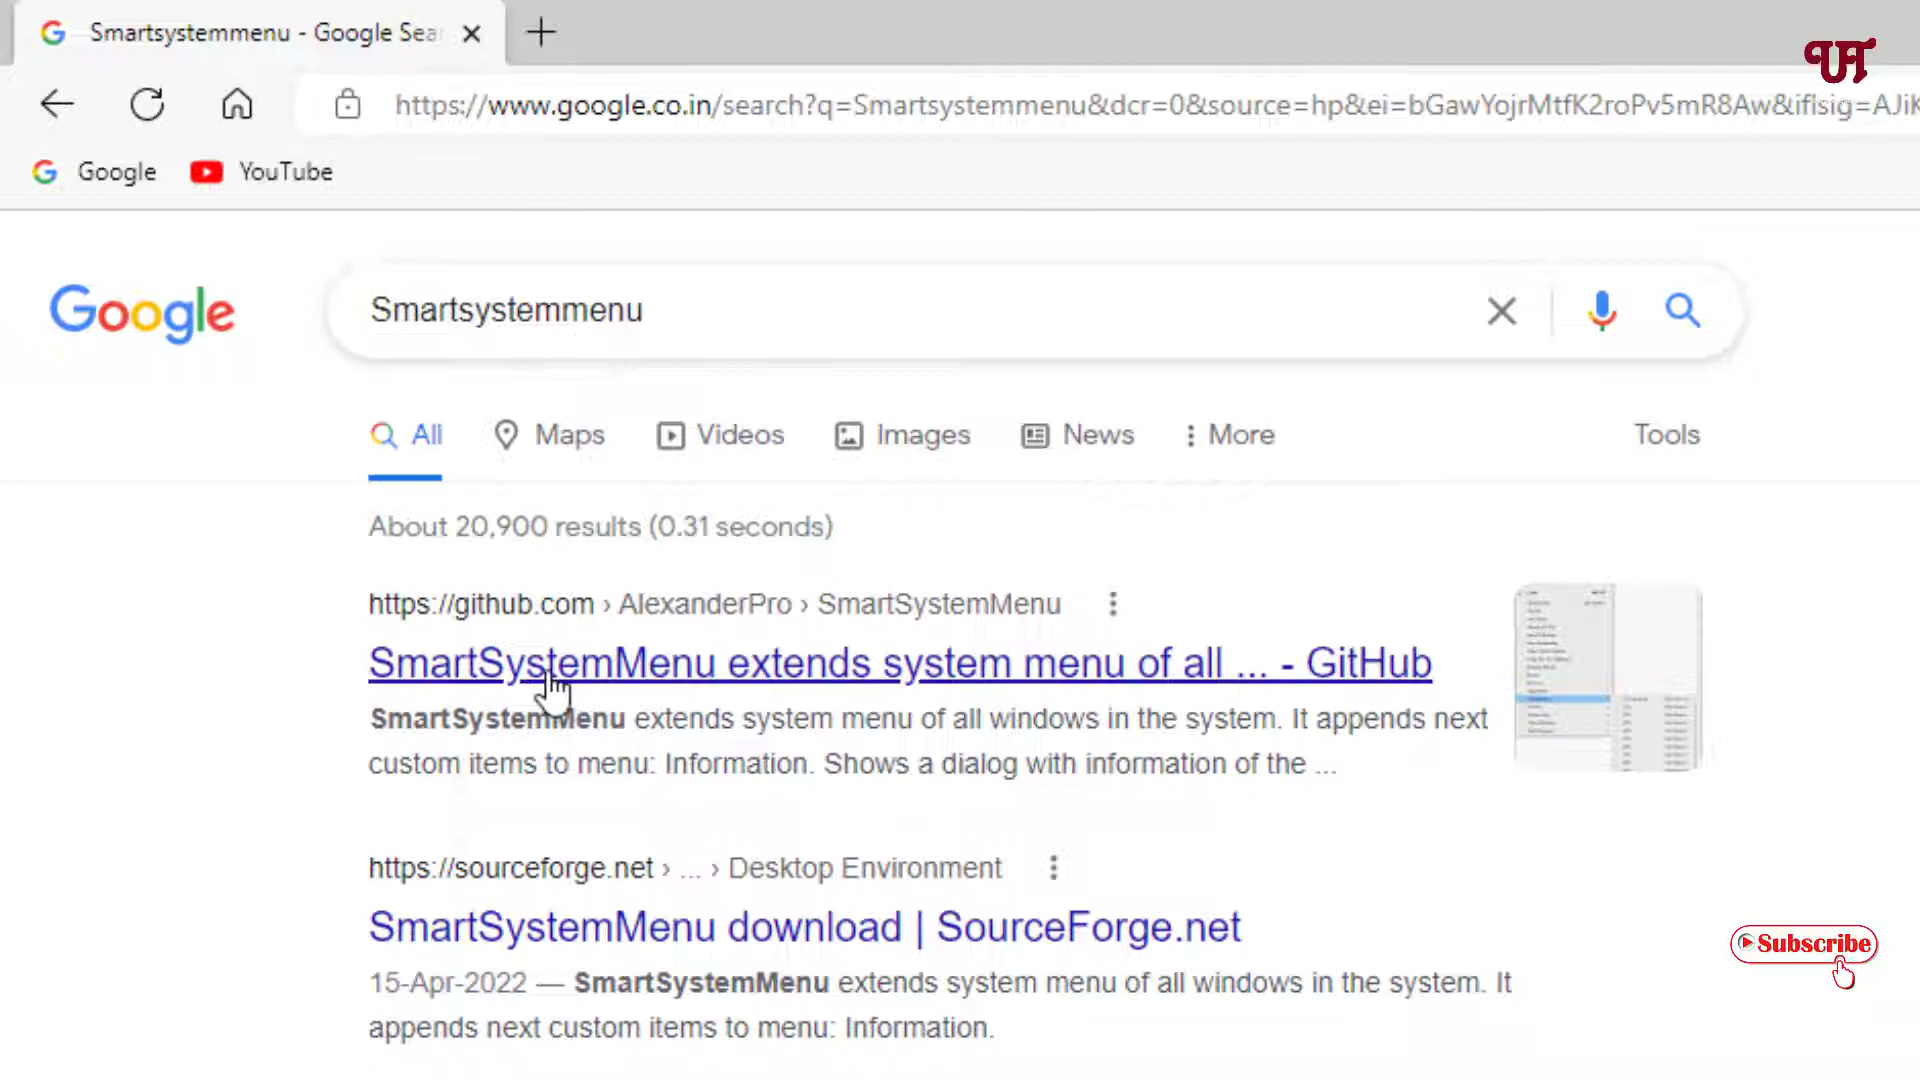 Smartsystemmenu - Google Sea
UT
https://www.google.co.in/search?q=Smartsystemmenu&dcr=0&source=hp&ei=bGawYojrMtfK2roPv5mR8Aw&iflsig=AJiK
Google YouTube
Google Smartsystemmenu
All Maps Videos Images News More Tools
About 20,900 results (0.31 seconds)
https://github.com › AlexanderPro › SmartSystemMenu
SmartSystemMenu extends system menu of all ... - GitHub
SmartSystemMenu extends system menu of all windows in the system. It appends next
custom items to menu: Information. Shows a dialog with information of the ...
https://sourceforge.net › ... › Desktop Environment
SmartSystemMenu download | SourceForge.net
Subscribe
15-Apr-2022 — SmartSystemMenu extends system menu of all windows in the system. It
appends next custom items to menu: Information.